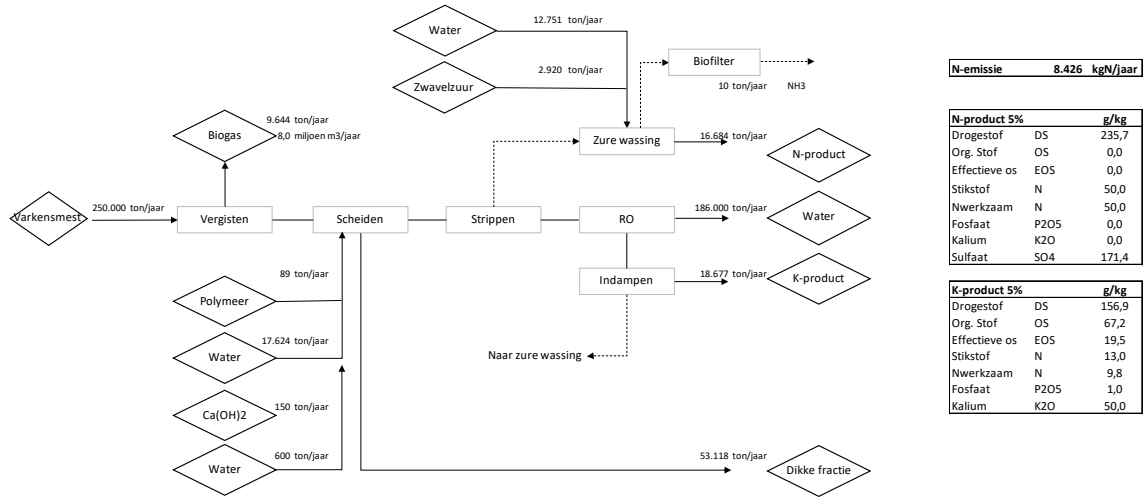 12.751 ton/jaar
Water
Biofilter
10 ton/jaar NH3
2.920 ton/jaar
Zwavelzuur
9.644 ton/jaar
8,0 miljoen m3/jaar
Biogas
Zure wassing
16.684 ton/jaar
N-product
Varkensmest
250.000 ton/jaar
Vergisten
Scheiden
Strippen
RO
186.000 ton/jaar
Water
89 ton/jaar
Polymeer
Indampen
18.677 ton/jaar
K-product
17.624 ton/jaar
Water
Naar zure wassing
150 ton/jaar
Ca(OH)2
600 ton/jaar
Water
53.118 ton/jaar
Dikke fractie
N-emissie 8.426 kgN/jaar
N-product 5% g/kg
Drogestof DS 235,7
Org. Stof OS 0,0
Effectieve os EOS 0,0
Stikstof N 50,0
Nwerkzaam N 50,0
Fosfaat P2O5 0,0
Kalium K2O 0,0
Sulfaat SO4 171,4
K-product 5% g/kg
Drogestof DS 156,9
Org. Stof OS 67,2
Effectieve os EOS 19,5
Stikstof N 13,0
Nwerkzaam N 9,8
Fosfaat P2O5 1,0
Kalium K2O 50,0